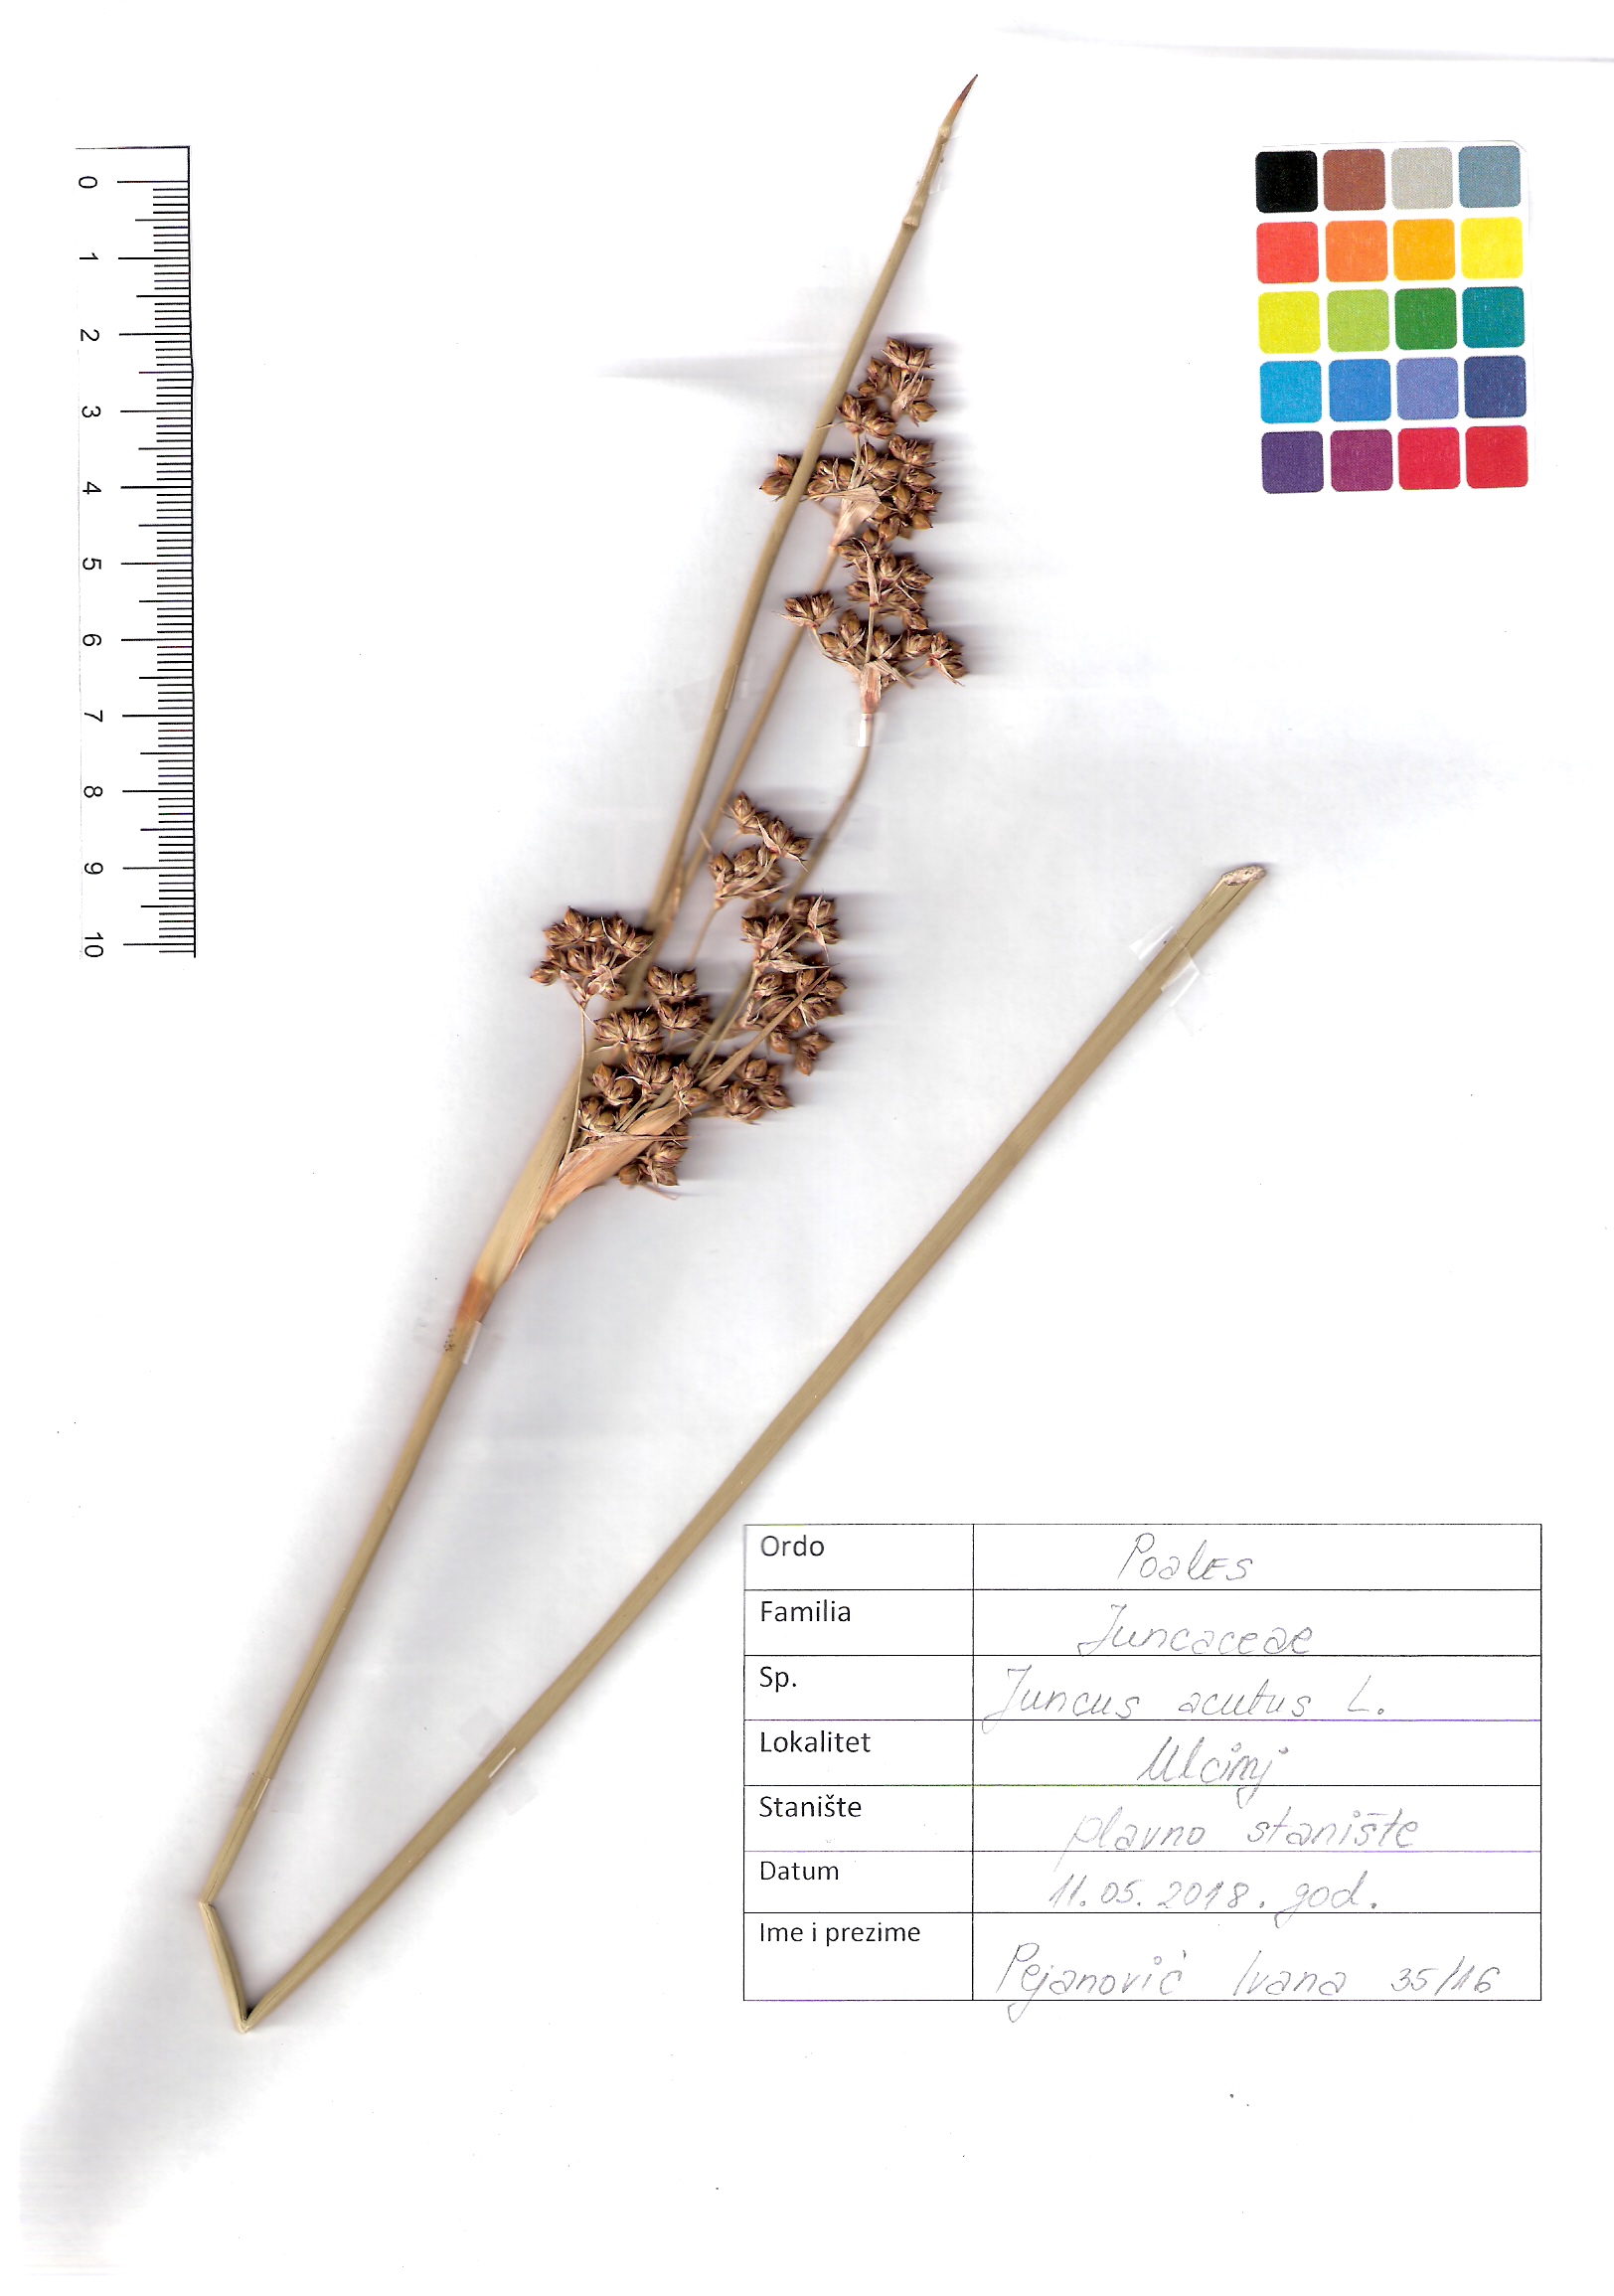 0
1
2
3
4
5
6
7
8
9
10
Ordo Poales
Familia Juncaceae
Sp. Juncus acutus L.
Lokalitet Ulcinj
Stanište plavno stanište
Datum 11.05.2018. god.
Ime i prezime Pejanović Ivana 35/16